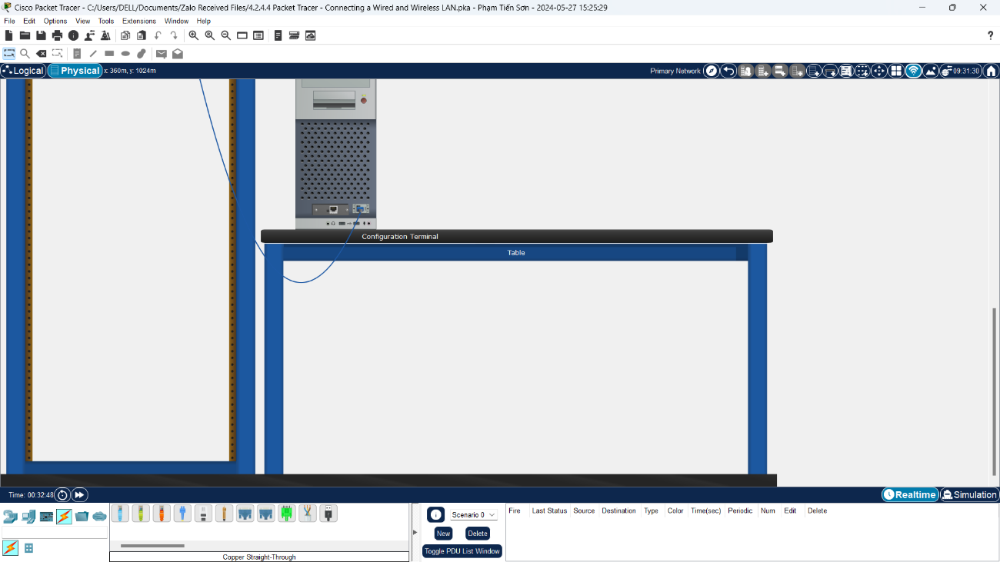 Cisco Packet Tracer - C:/Users/DELL/Documents/Zalo Received Files/4.2.4.4 Packet Tracer - Connecting a Wired and Wireless LAN.pka - Phạm Tiến Sơn - 2024-05-27 15:25:29
File Edit Options View Tools Extensions Window Help
Logical Physical x: 360m, y: 1024m Primary Network 09:31:30
Configuration Terminal
Table
Time: 00:32:48 Realtime Simulation
Scenario 0 Fire Last Status Source Destination Type Color Time(sec) Periodic Num Edit Delete
New Delete
Toggle PDU List Window
Copper Straight-Through